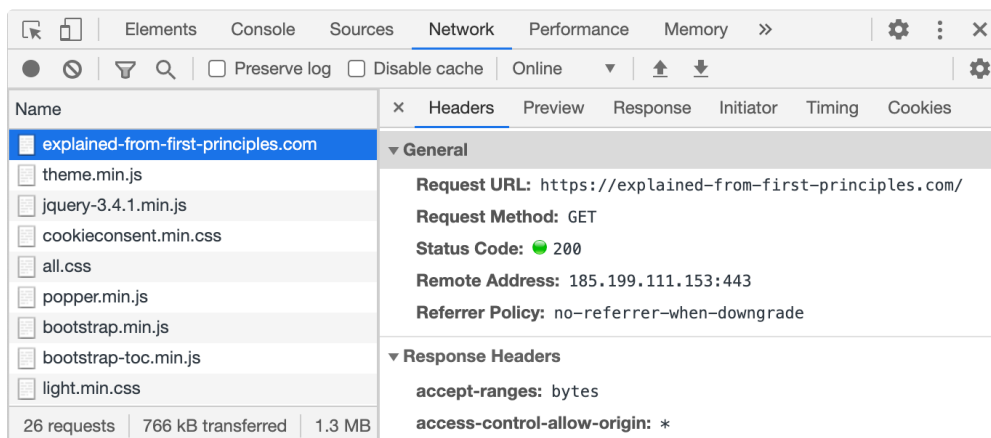 Elements Console Sources Network Performance Memory »
Preserve log Disable cache Online
Name
× Headers Preview Response Initiator Timing Cookies
explained-from-first-principles.com
theme.min.js
jquery-3.4.1.min.js
cookieconsent.min.css
all.css
popper.min.js
bootstrap.min.js
bootstrap-toc.min.js
light.min.css
26 requests 766 kB transferred 1.3 MB
General
Request URL: https://explained-from-first-principles.com/
Request Method: GET
Status Code: 200
Remote Address: 185.199.111.153:443
Referrer Policy: no-referrer-when-downgrade
Response Headers
accept-ranges: bytes
access-control-allow-origin: *